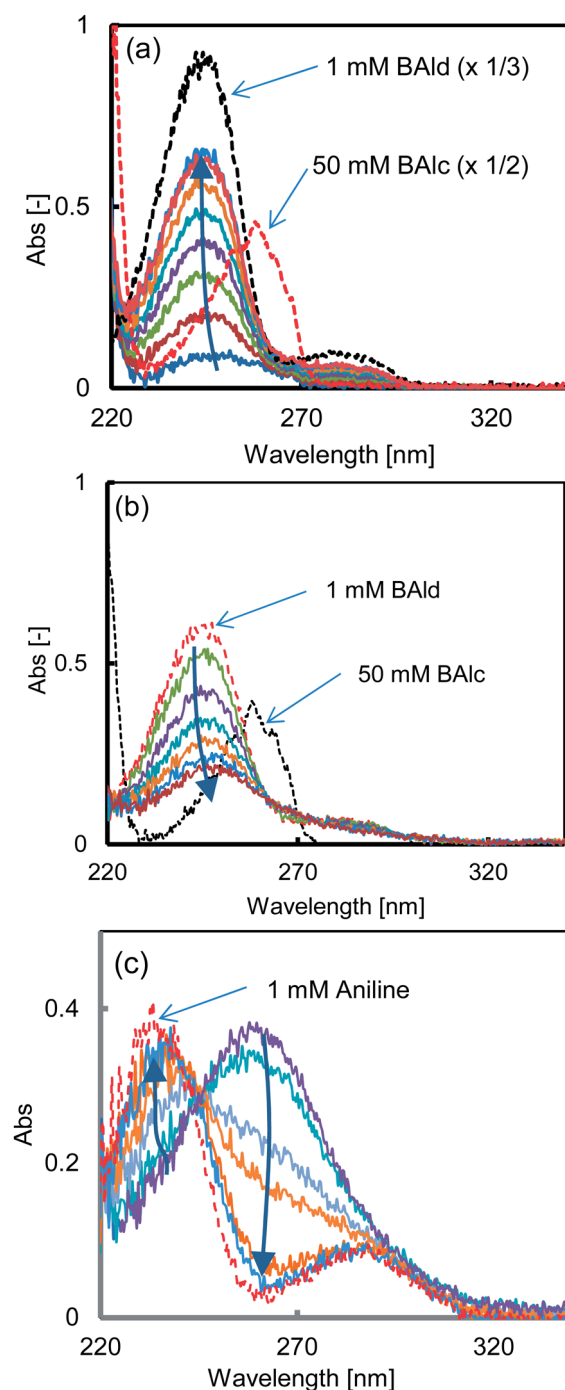 (a)
1
1 mM BAld (x 1/3)
50 mM BAlc (x 1/2)
0.5
Abs [-]
0
220 270 320
Wavelength [nm]
(b)
1
1 mM BAld
50 mM BAlc
0.5
Abs [-]
0
220 270 320
Wavelength [nm]
(c)
1 mM Aniline
0.4
0.2
Abs
0
220 270 320
Wavelength [nm]